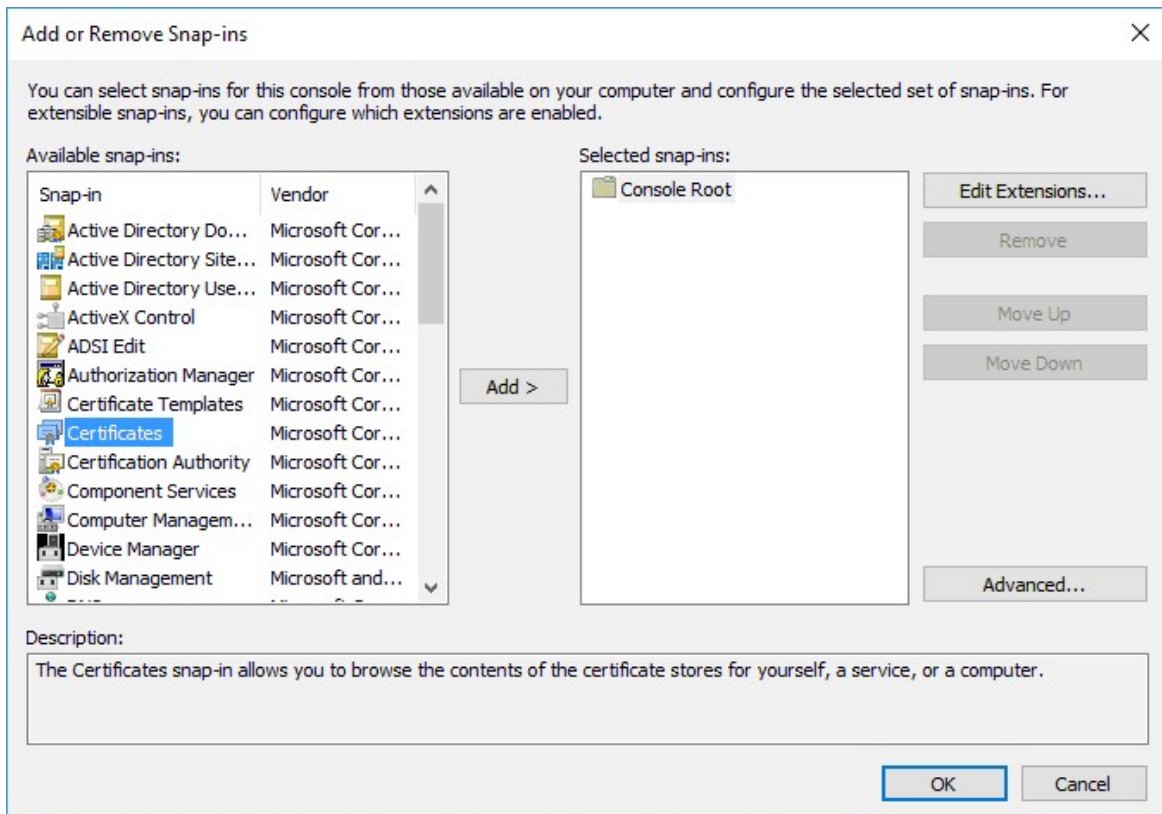 Add or Remove Snap-ins
You can select snap-ins for this console from those available on your computer and configure the selected set of snap-ins. For
extensible snap-ins, you can configure which extensions are enabled.
Available snap-ins:
Snap-in Vendor
Active Directory Do... Microsoft Cor...
Active Directory Site... Microsoft Cor...
Active Directory Use... Microsoft Cor...
ActiveX Control Microsoft Cor...
ADSI Edit Microsoft Cor...
Authorization Manager Microsoft Cor...
Certificate Templates Microsoft Cor...
Certificates Microsoft Cor...
Certification Authority Microsoft Cor...
Component Services Microsoft Cor...
Computer Managem... Microsoft Cor...
Device Manager Microsoft Cor...
Disk Management Microsoft and...
Add >
Selected snap-ins:
Console Root
Edit Extensions...
Remove
Move Up
Move Down
Advanced...
Description:
The Certificates snap-in allows you to browse the contents of the certificate stores for yourself, a service, or a computer.
OK Cancel